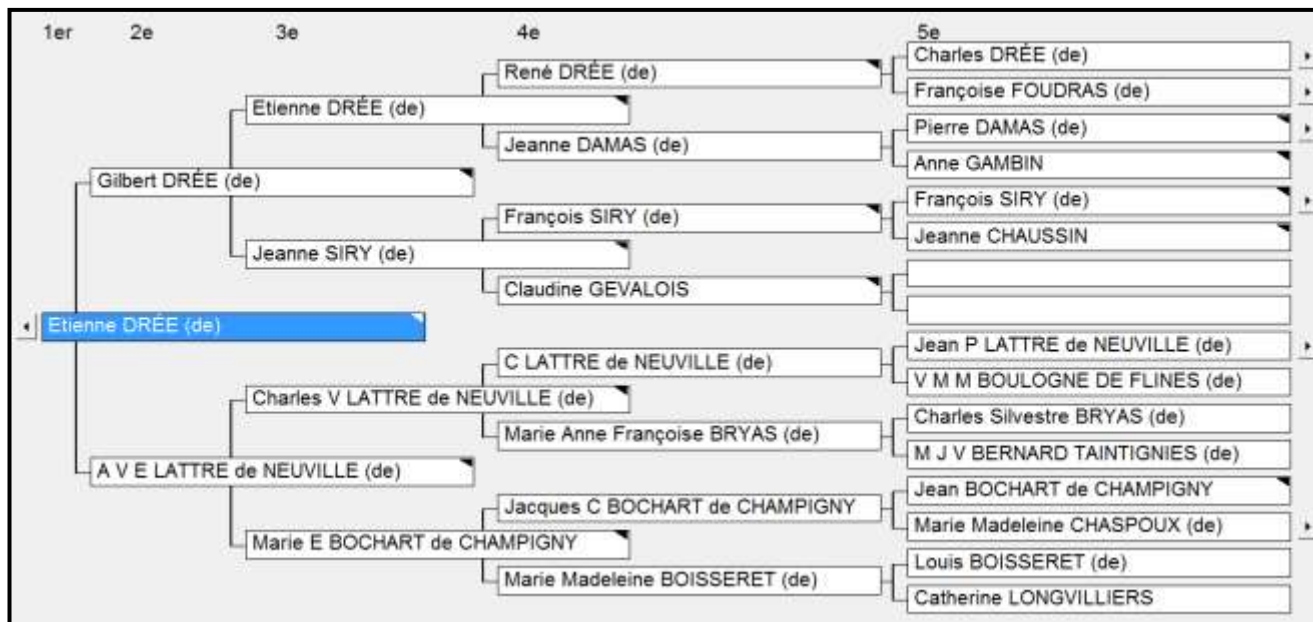 1er 2e 3e 4e 5e
Charles DRÉE (de)
René DRÉE (de)
Françoise FOUDRAS (de)
Etienne DRÉE (de)
Pierre DAMAS (de)
Jeanne DAMAS (de)
Anne GAMBIN
Gilbert DRÉE (de)
François SIRY (de)
François SIRY (de)
Jeanne CHAUSSIN
Jeanne SIRY (de)
Claudine GEVALOIS
Etienne DRÉE (de)
Jean P LATTRE de NEUVILLE (de)
C LATTRE de NEUVILLE (de)
V M M BOULOGNE DE FLINES (de)
Charles V LATTRE de NEUVILLE (de)
Charles Silvestre BRYAS (de)
Marie Anne Françoise BRYAS (de)
M J V BERNARD TAINTIGNIES (de)
A V E LATTRE de NEUVILLE (de)
Jean BOCHART de CHAMPIGNY
Jacques C BOCHART de CHAMPIGNY
Marie Madeleine CHASPOUX (de)
Marie E BOCHART de CHAMPIGNY
Louis BOISSERET (de)
Marie Madeleine BOISSERET (de)
Catherine LONGVILLIERS